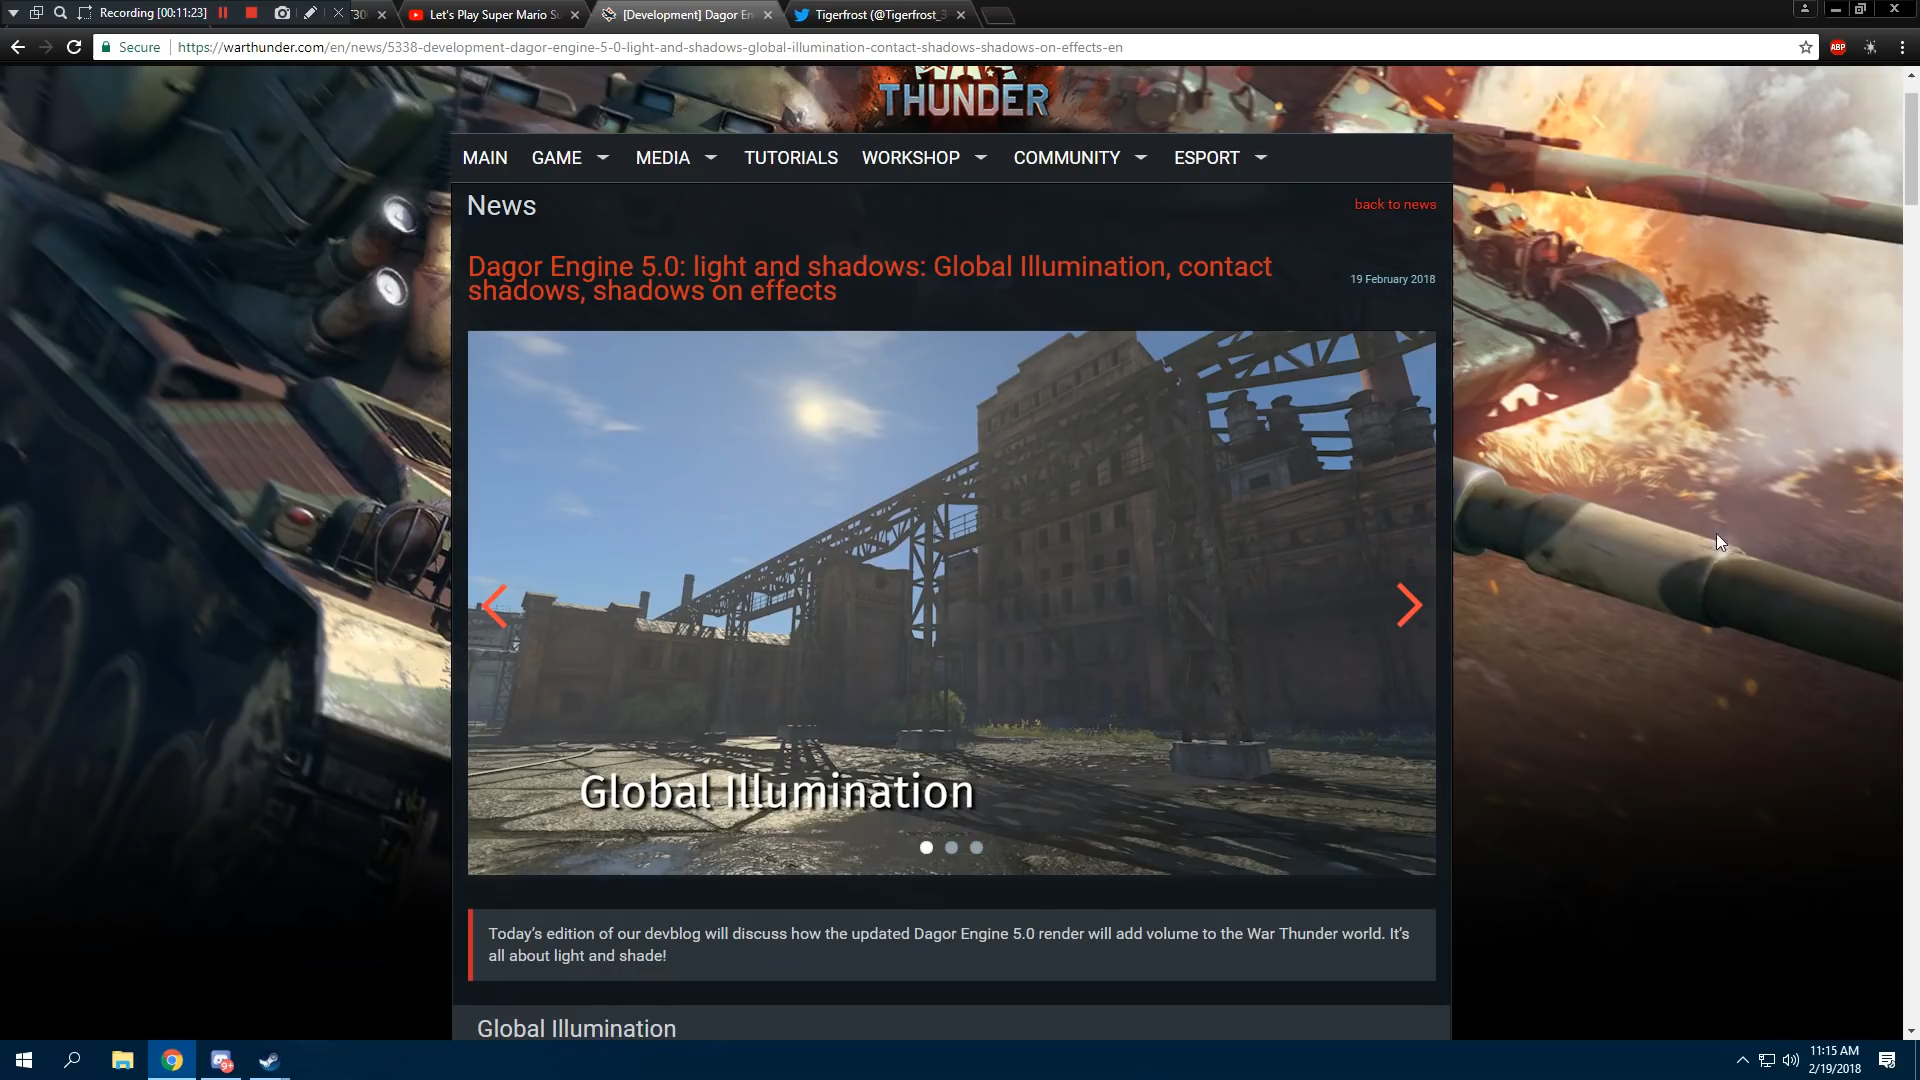 Recording [00:11:23]
Let's Play Super Mario Su
[Development] Dagor En
Tigerfrost (@Tigerfrost_3
Secure
https://warthunder.com/en/news/5338-development-dagor-engine-5-0-light-and-shadows-global-illumination-contact-shadows-shadows-on-effects-en
ABP
WAR
THUNDER
MAIN GAME MEDIA TUTORIALS WORKSHOP COMMUNITY ESPORT
News
back to news
Dagor Engine 5.0: light and shadows: Global Illumination, contact
shadows, shadows on effects
19 February 2018
Global Illumination
Today's edition of our devblog will discuss how the updated Dagor Engine 5.0 render will add volume to the War Thunder world. It's
all about light and shade!
Global Illumination
9+
11:15 AM
2/19/2018